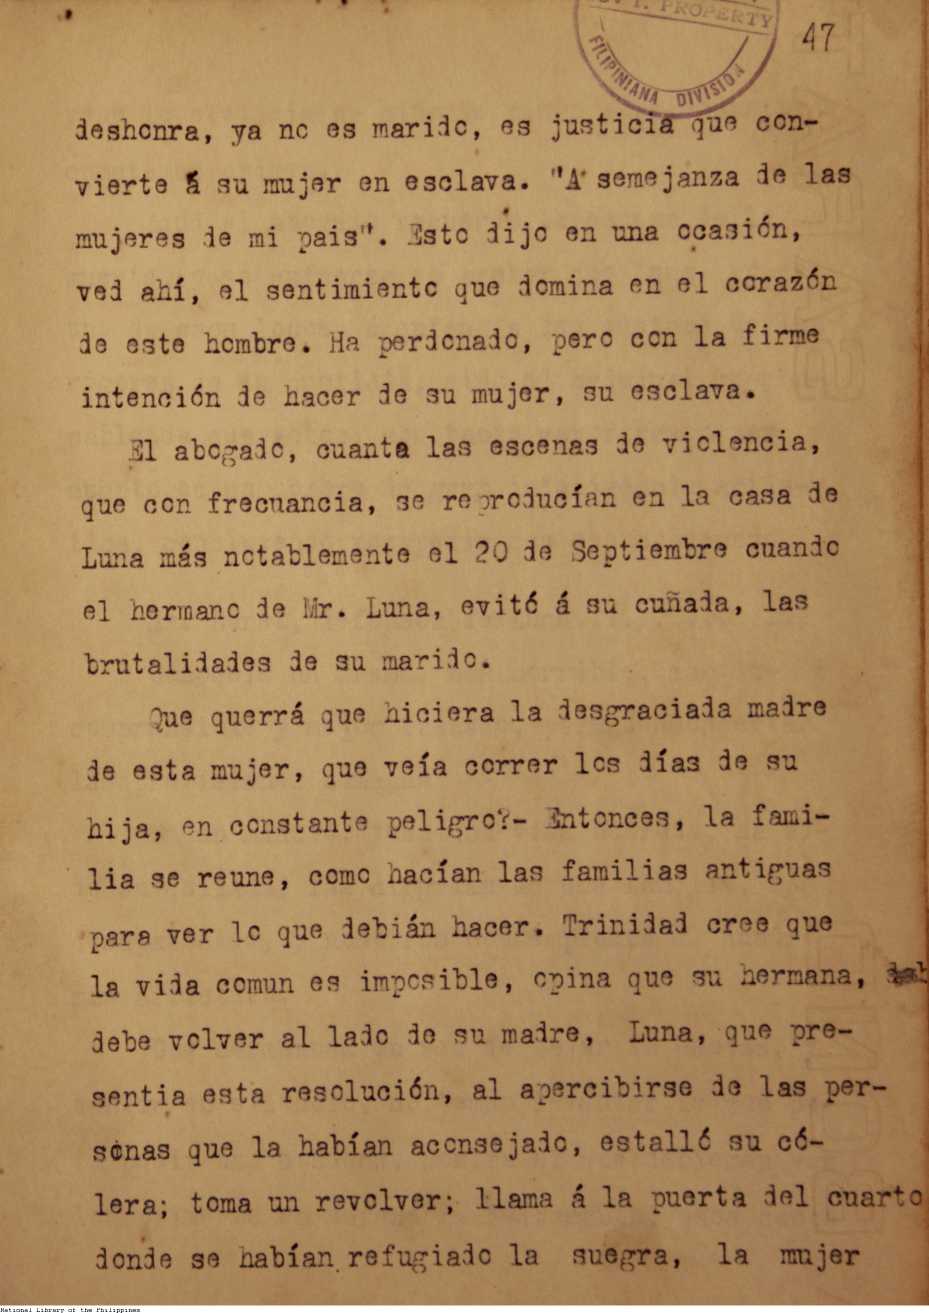 PROPERTY
FILIPINIANA DIVISION
47
deshonra, ya no es marido, es justicia que con-
vierte á su mujer en esclava. "A semejanza de las
mujeres de mi pais". Esto dijo en una ocasión,
ved ahí, el sentimiento que domina en el corazón
de este hombre. Ha perdonado, pero con la firme
intención de hacer de su mujer, su esclava.
El abogado, cuanta las escenas de violencia,
que con frecuancia, se reproducían en la casa de
Luna más notablemente el 20 de Septiembre cuando
el hermano de Mr. Luna, evitó á su cuñada, las
brutalidades de su marido.
Que querrá que hiciera la desgraciada madre
de esta mujer, que veía correr los días de su
hija, en constante peligro?- Entonces, la fami-
lia se reune, como hacían las familias antiguas
para ver lo que debián hacer. Trinidad cree que
la vida comun es imposible, opina que su hermana,
debe volver al lado de su madre, Luna, que pre-
sentia esta resolución, al apercibirse de las per-
sonas que la habían aconsejado, estalló su có-
lera; toma un revolver; llama á la puerta del cuarto
donde se habían refugiado la suegra, la mujer
National Library of the Philippines